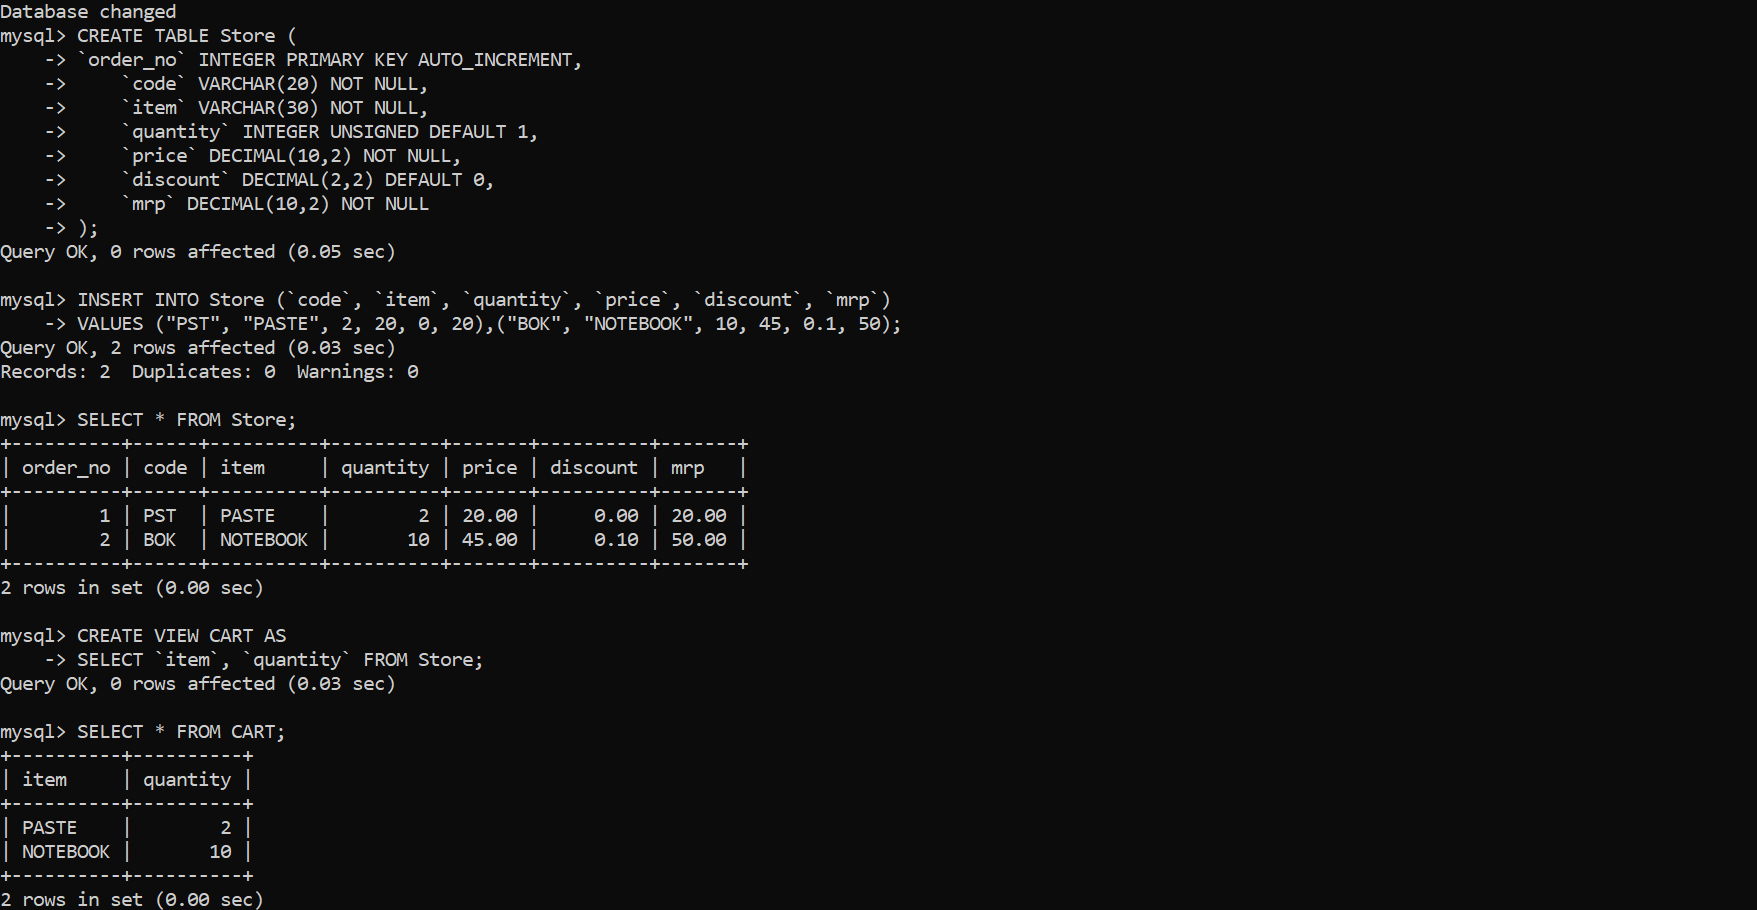 Database changed
mysql> CREATE TABLE Store (
    -> `order_no` INTEGER PRIMARY KEY AUTO_INCREMENT,
    ->     `code` VARCHAR(20) NOT NULL,
    ->     `item` VARCHAR(30) NOT NULL,
    ->     `quantity` INTEGER UNSIGNED DEFAULT 1,
    ->     `price` DECIMAL(10,2) NOT NULL,
    ->     `discount` DECIMAL(2,2) DEFAULT 0,
    ->     `mrp` DECIMAL(10,2) NOT NULL
    -> );
Query OK, 0 rows affected (0.05 sec)

mysql> INSERT INTO Store (`code`, `item`, `quantity`, `price`, `discount`, `mrp`)
    -> VALUES ("PST", "PASTE", 2, 20, 0, 20),("BOK", "NOTEBOOK", 10, 45, 0.1, 50);
Query OK, 2 rows affected (0.03 sec)
Records: 2  Duplicates: 0  Warnings: 0

mysql> SELECT * FROM Store;
+----------+------+----------+----------+-------+----------+-------+
| order_no | code | item     | quantity | price | discount | mrp   |
+----------+------+----------+----------+-------+----------+-------+
|        1 | PST  | PASTE    |        2 | 20.00 |     0.00 | 20.00 |
|        2 | BOK  | NOTEBOOK |       10 | 45.00 |     0.10 | 50.00 |
+----------+------+----------+----------+-------+----------+-------+
2 rows in set (0.00 sec)

mysql> CREATE VIEW CART AS
    -> SELECT `item`, `quantity` FROM Store;
Query OK, 0 rows affected (0.03 sec)

mysql> SELECT * FROM CART;
+----------+----------+
| item     | quantity |
+----------+----------+
| PASTE    |        2 |
| NOTEBOOK |       10 |
+----------+----------+
2 rows in set (0.00 sec)